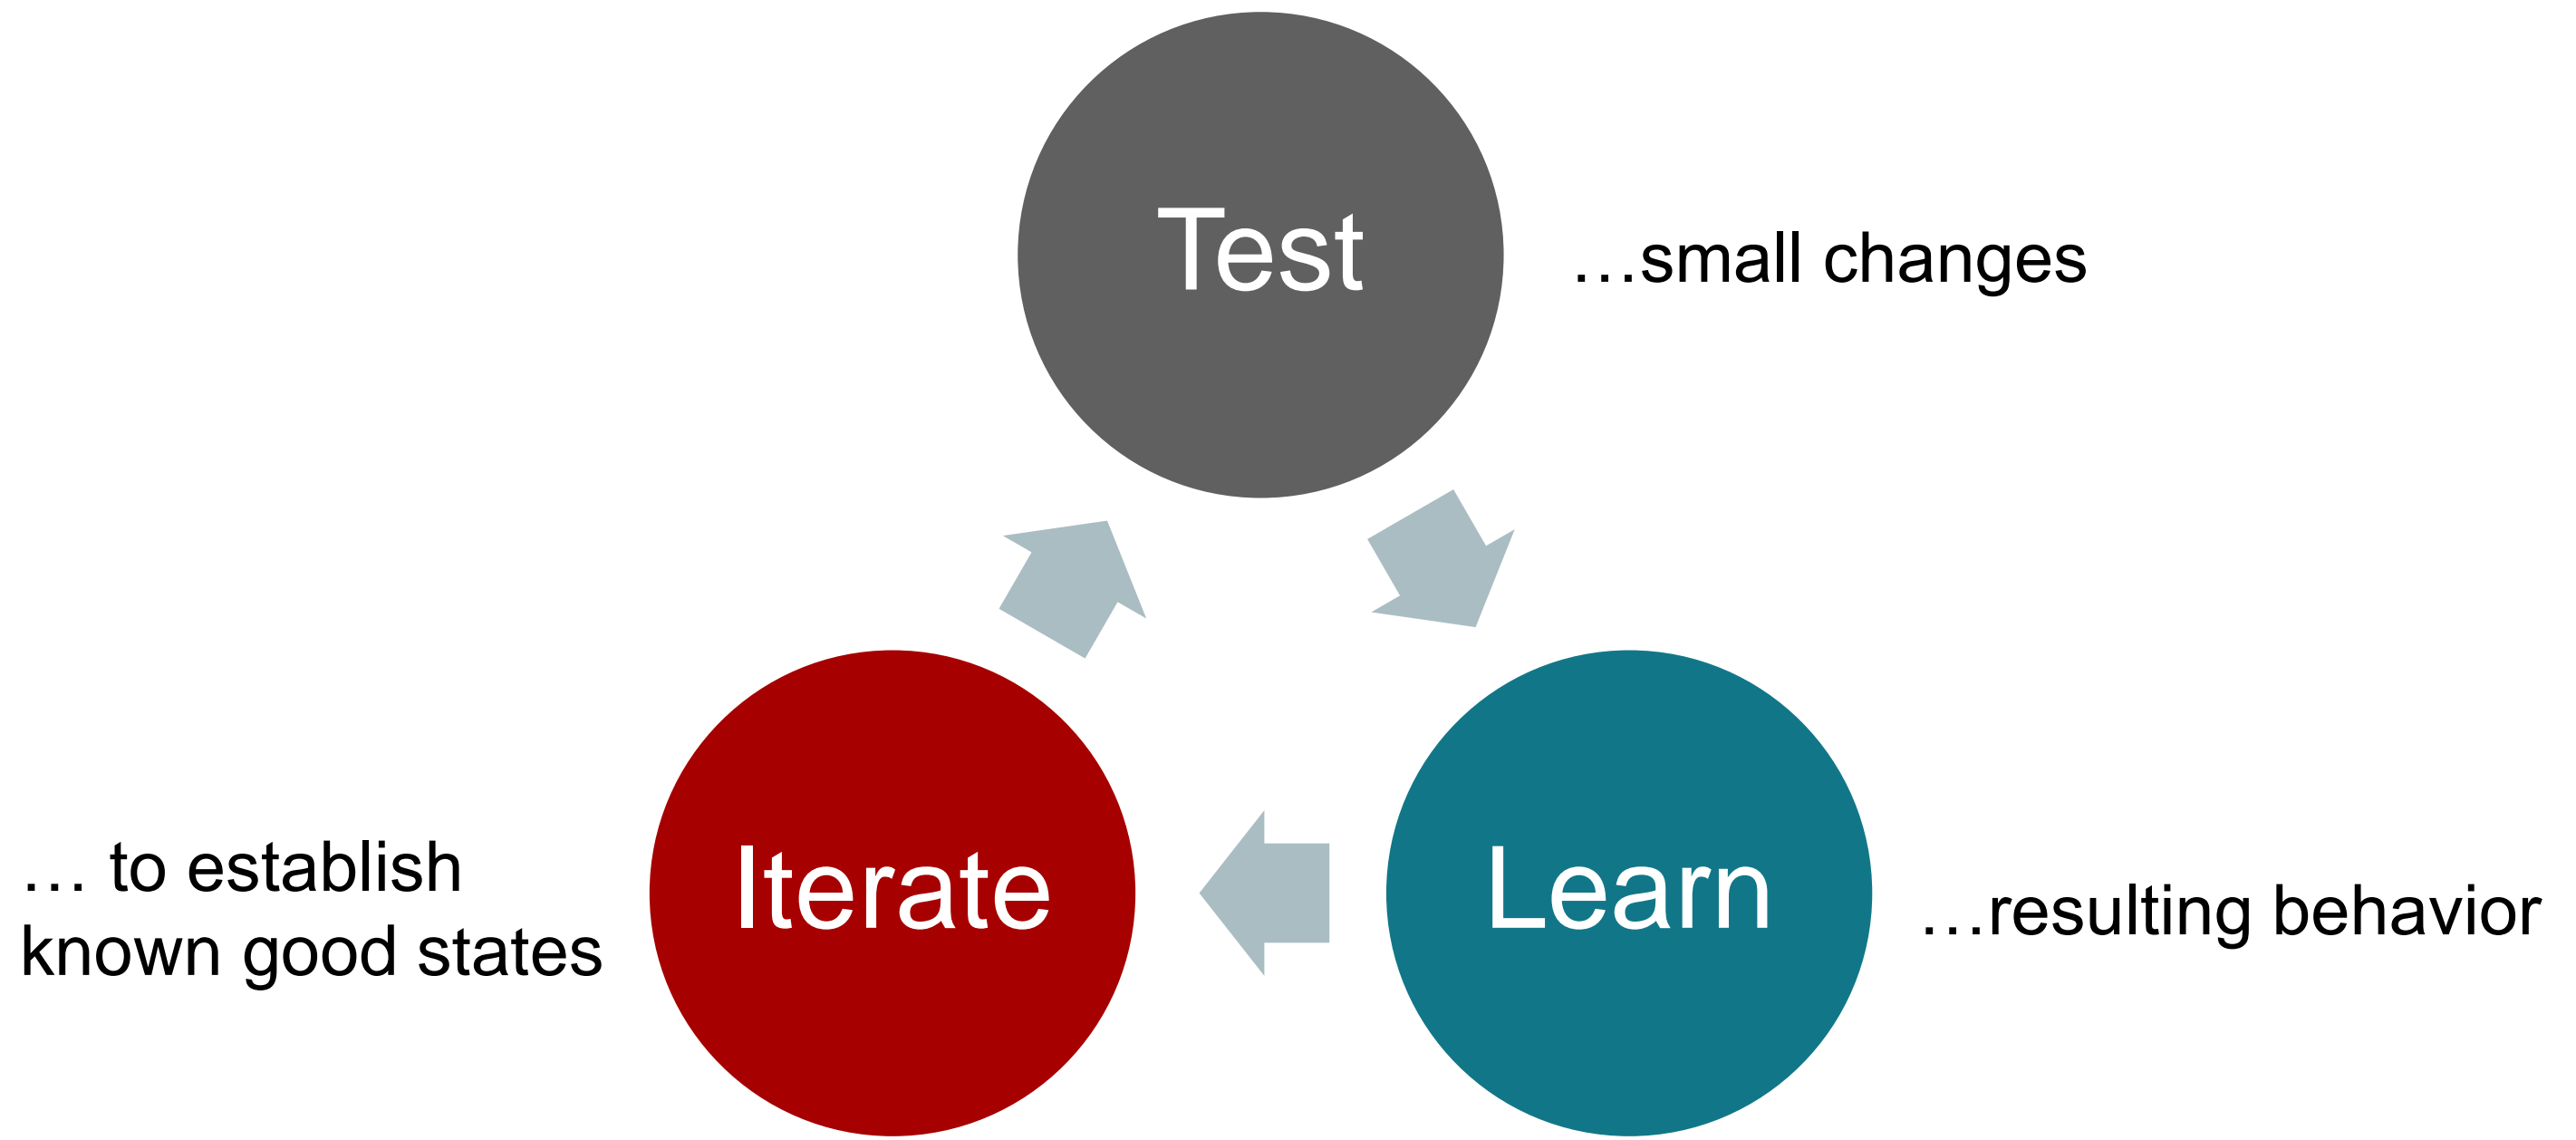 Test
…small changes
Learn
…resulting behavior
Iterate
… to establish
known good states